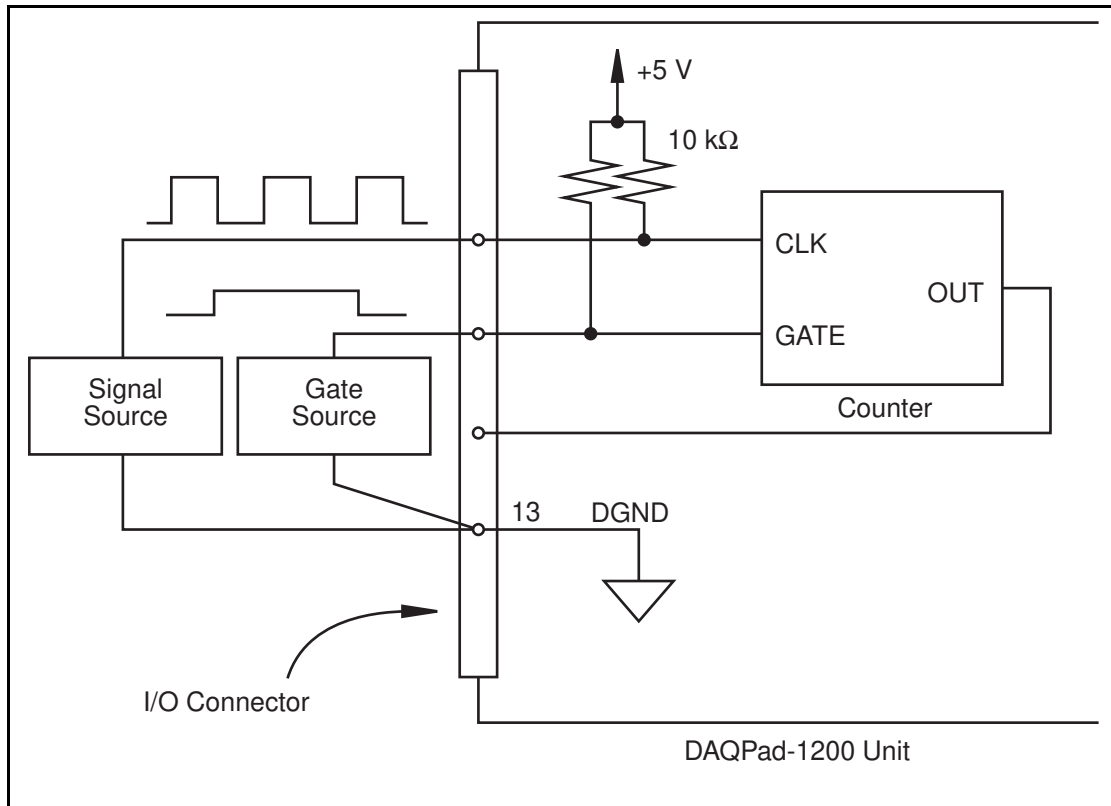 +5 V
10 kΩ
CLK
OUT
GATE
Signal
Source
Gate
Source
Counter
13 DGND
I/O Connector
DAQPad-1200 Unit